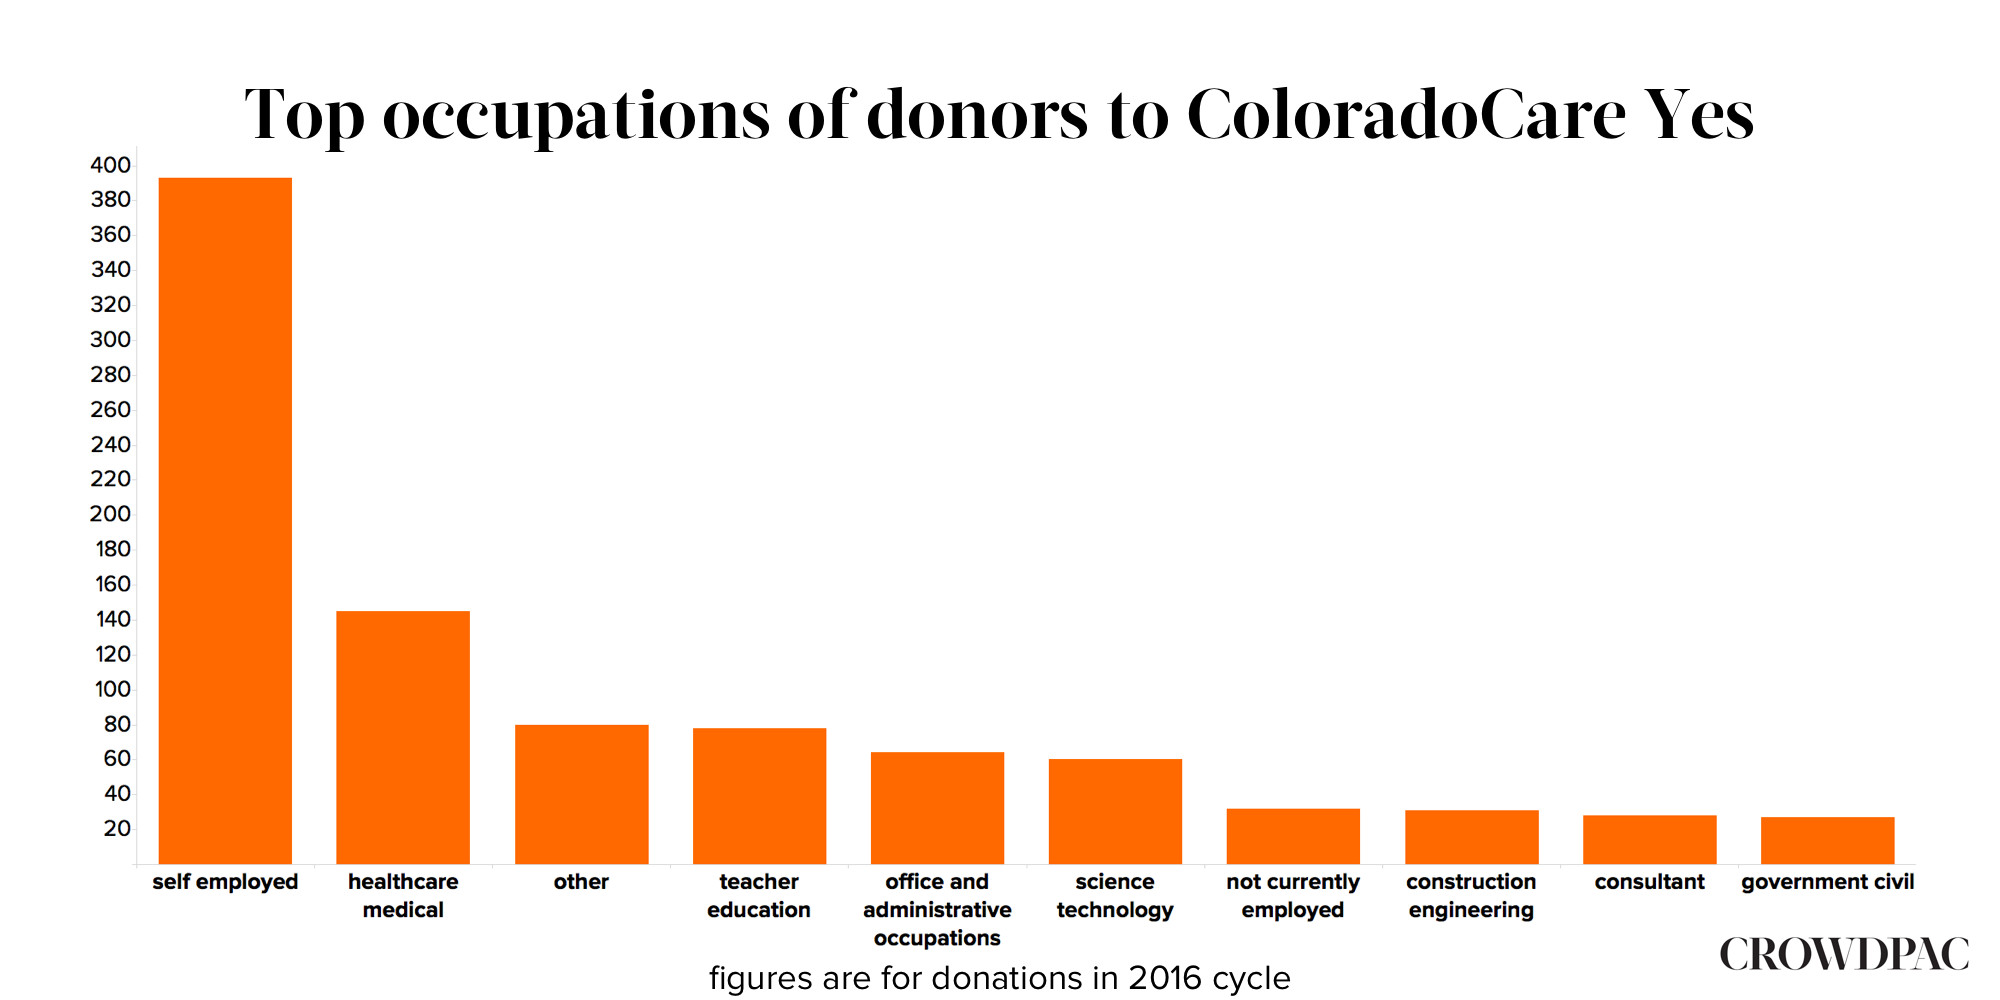 Top occupations of donors to ColoradoCare Yes
400
380
360
340
320
300
280
260
240
220
200
180
160
140
120
100
80
60
40
20
self employed
healthcare
medical
other
teacher
education
office and
administrative
occupations
science
technology
not currently
employed
construction
engineering
consultant
government civil
figures are for donations in 2016 cycle
CROWDPAC